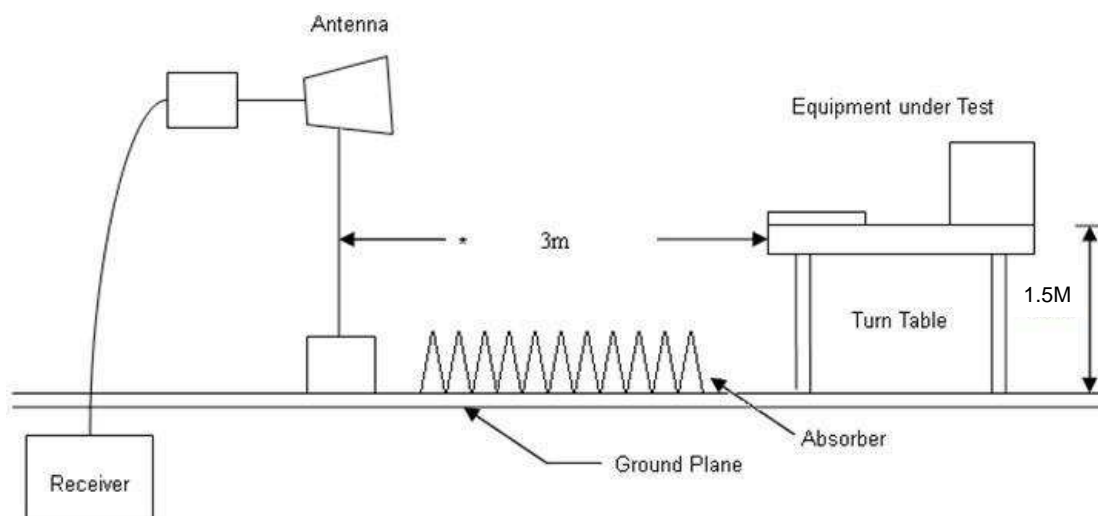 Antenna
Equipment under Test
* 3m
1.5M
Turn Table
Absorber
Ground Plane
Receiver